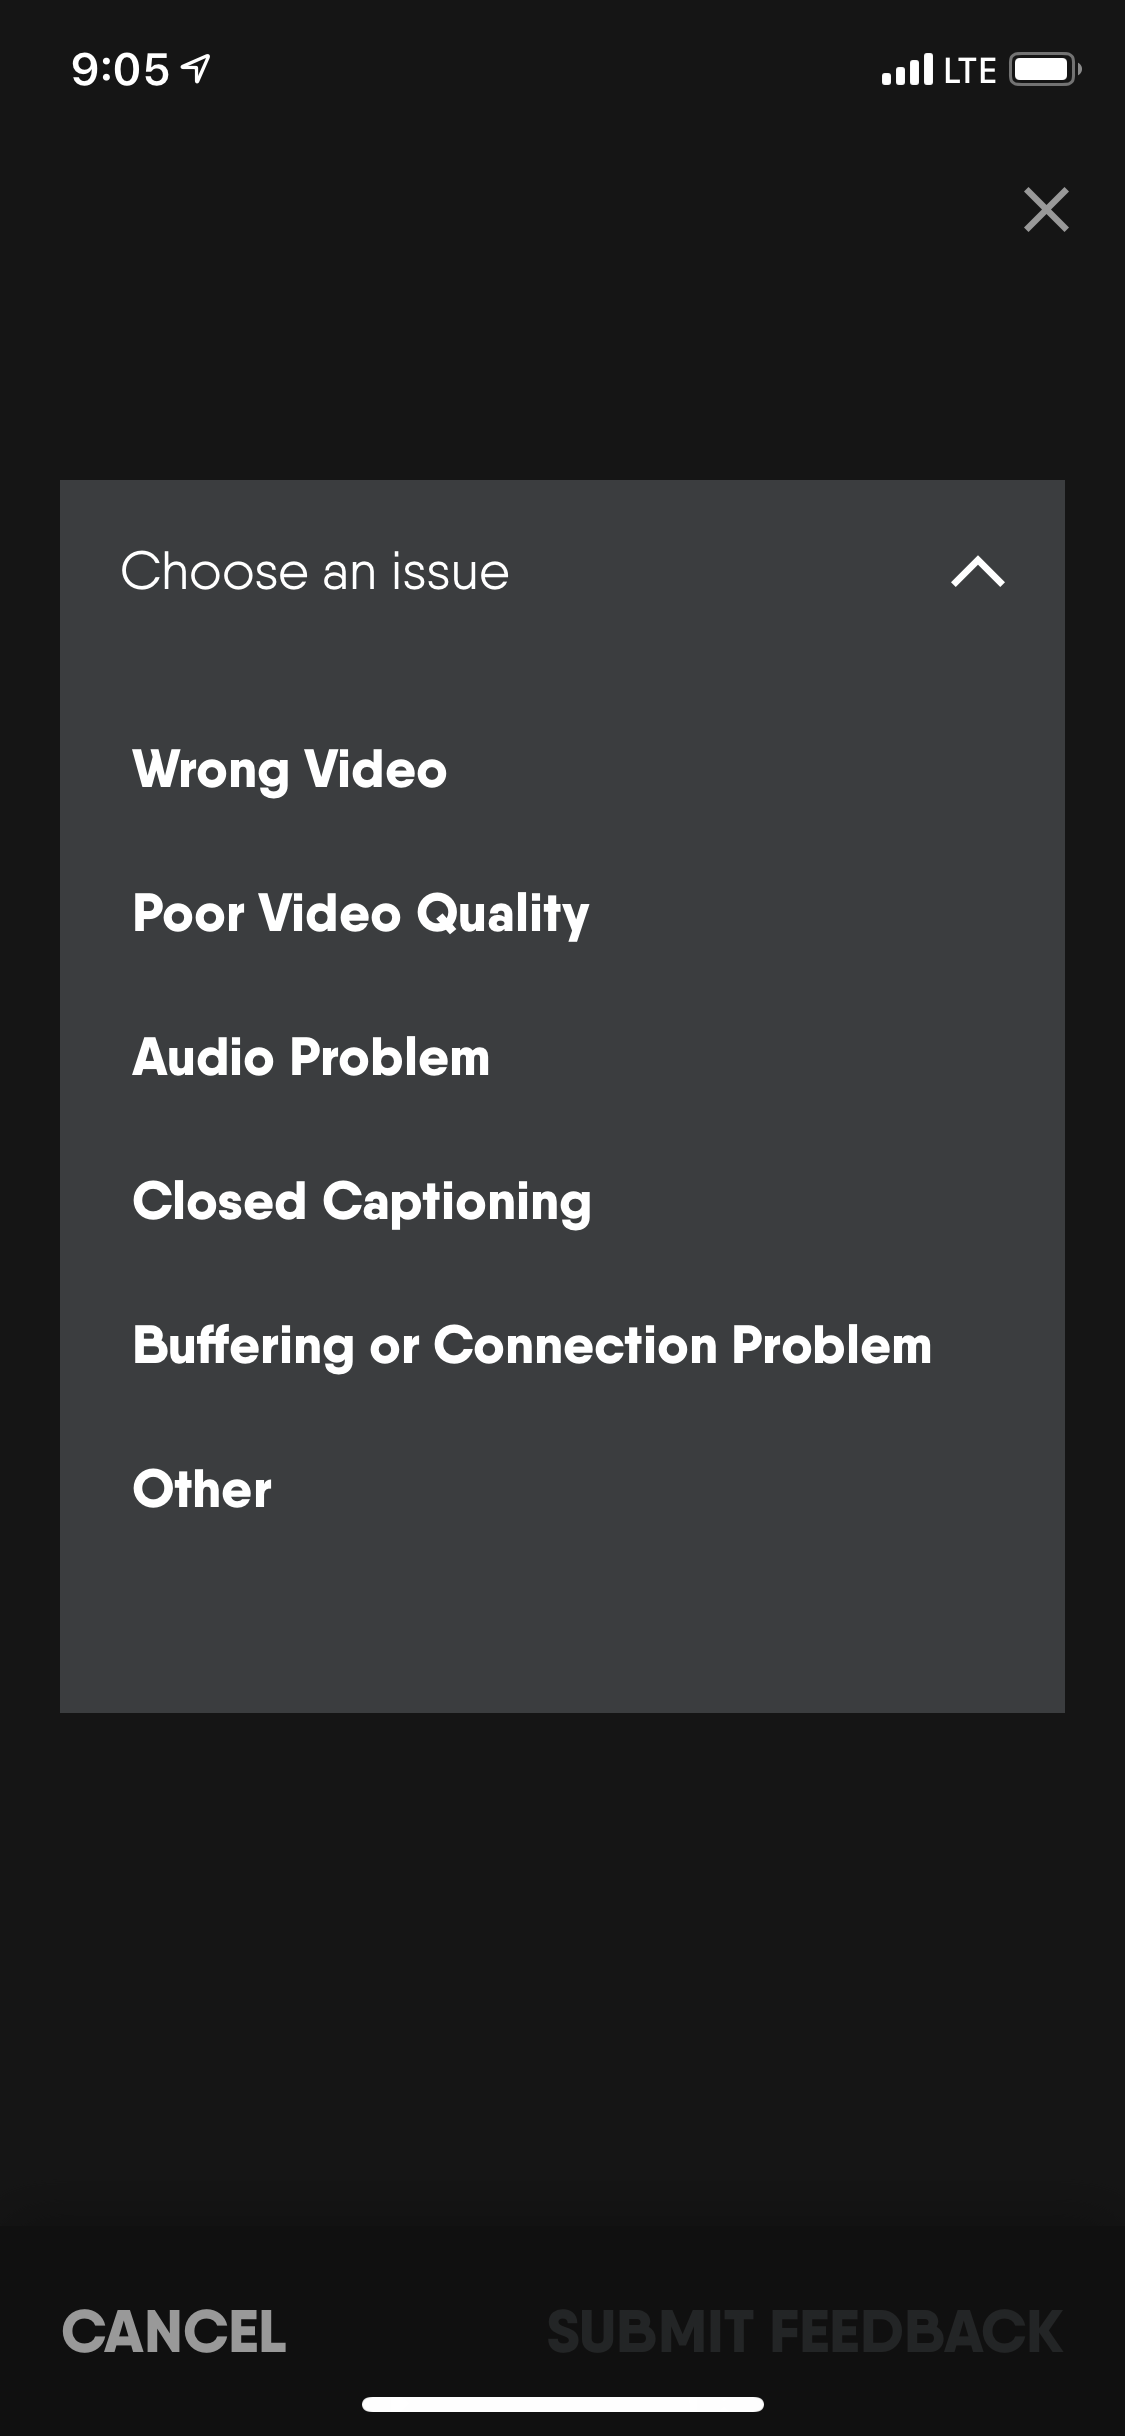 9:05 LTE
Choose an issue
Wrong Video
Poor Video Quality
Audio Problem
Closed Captioning
Buffering or Connection Problem
Other
CANCEL SUBMIT FEEDBACK